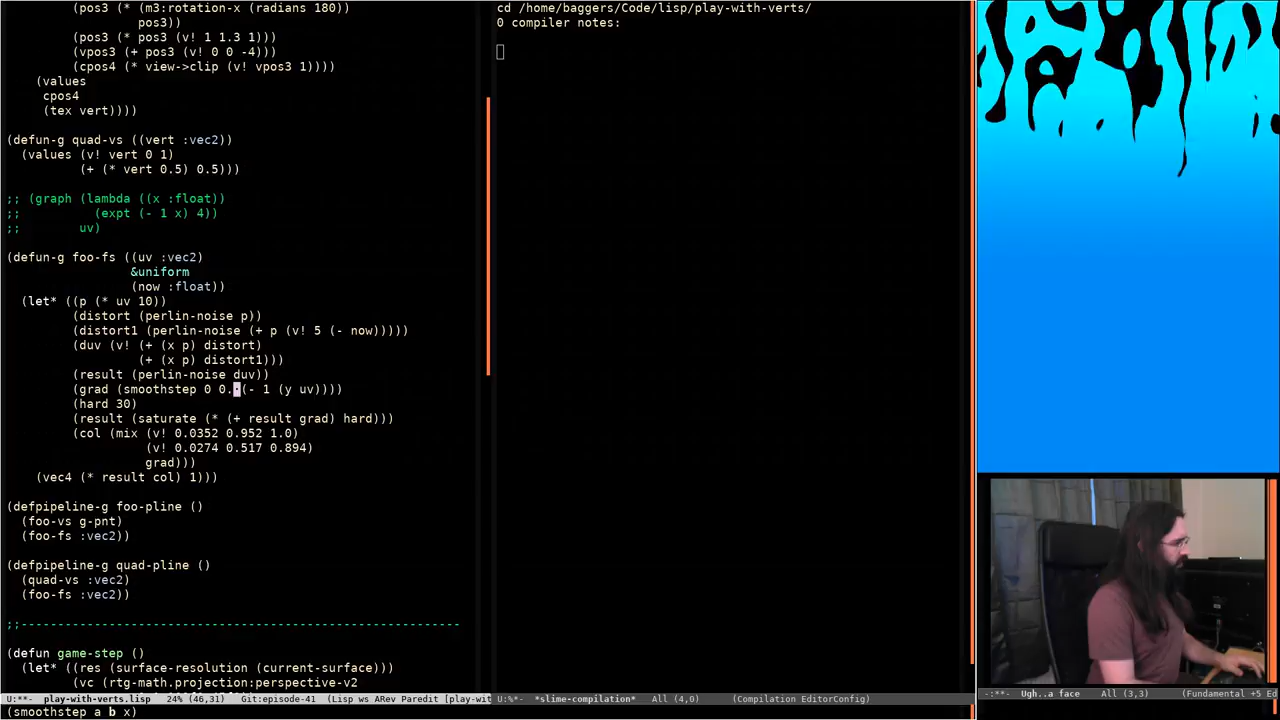 (pos3 (* (m3:rotation-x (radians 180))
pos3))
(pos3 (* pos3 (v! 1 1.3 1)))
(vpos3 (+ pos3 (v! 0 0 -4)))
(cpos4 (* view->clip (v! vpos3 1))))
(values
cpos4
(tex vert))))
(defun-g quad-vs ((vert :vec2))
(values (v! vert 0 1)
(+ (* vert 0.5) 0.5)))
;; (graph (lambda ((x :float))
;; (expt (- 1 x) 4))
;; uv)
(defun-g foo-fs ((uv :vec2)
&uniform
(now :float))
(let* ((p (* uv 10))
(distort (perlin-noise p))
(distort1 (perlin-noise (+ p (v! 5 (- now)))))
(duv (v! (+ (x p) distort)
(+ (x p) distort1)))
(result (perlin-noise duv))
(grad (smoothstep 0 0. (- 1 (y uv))))
(hard 30)
(result (saturate (* (+ result grad) hard)))
(col (mix (v! 0.0352 0.952 1.0)
(v! 0.0274 0.517 0.894)
grad)))
(vec4 (* result col) 1)))
(defpipeline-g foo-pline ()
(foo-vs g-pnt)
(foo-fs :vec2))
(defpipeline-g quad-pline ()
(quad-vs :vec2)
(foo-fs :vec2))
;;------------------------------------------------------------
(defun game-step ()
(let* ((res (surface-resolution (current-surface)))
(vc (rtg-math.projection:perspective-v2
U:**- play-with-verts.lisp 24% (46,31) Git:episode-41 (Lisp ws ARev Paredit [play-wit
(smoothstep a b x)
cd /home/baggers/Code/lisp/play-with-verts/
0 compiler notes:
U:%*- *slime-compilation* All (4,0) (Compilation EditorConfig)
-:**- Ugh..a face All (3,3) (Fundamental +5 Ed